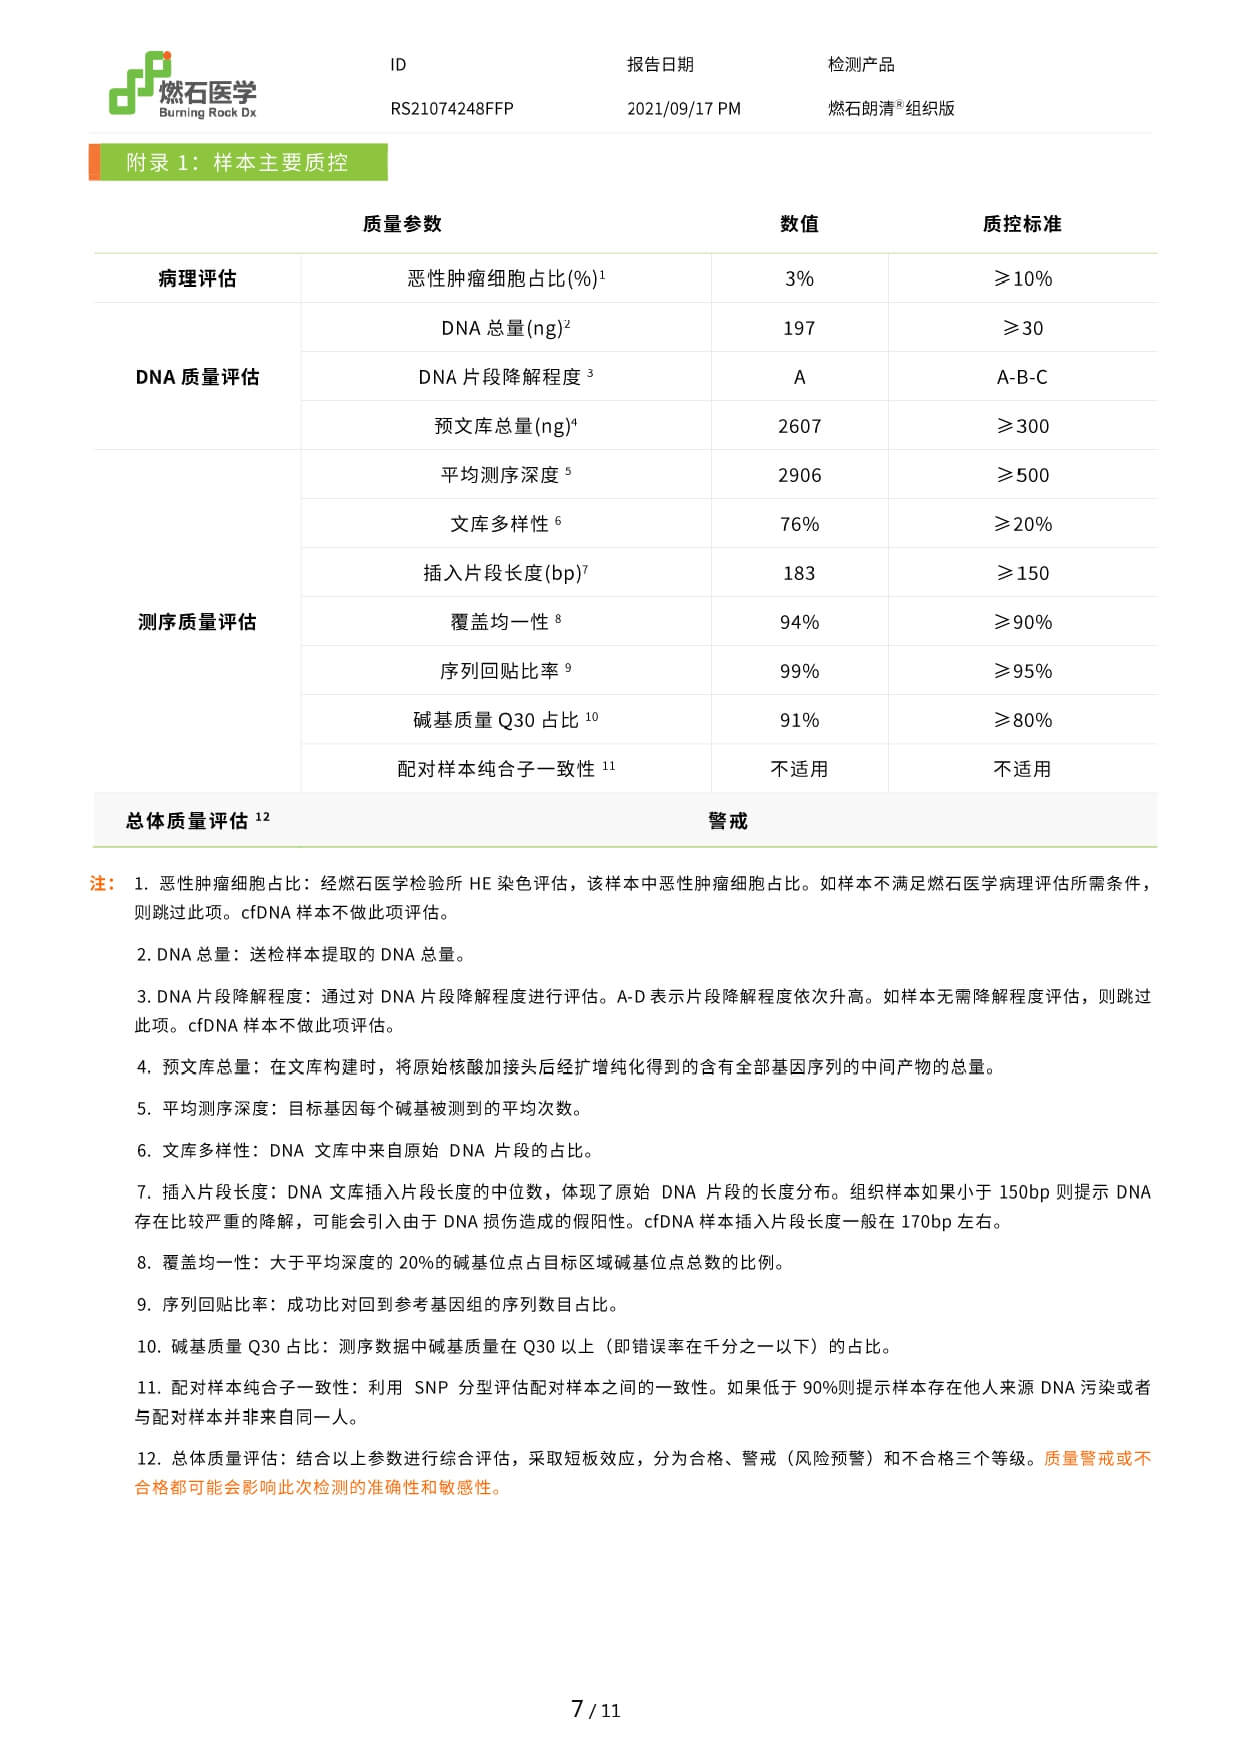 燃石医学
Burning Rock Dx
ID 报告日期 检测产品
RS21074248FFP 2021/09/17 PM 燃石朗清®组织版
附录 1：样本主要质控
质量参数 数值 质控标准
病理评估 恶性肿瘤细胞占比(%)¹ 3% ≥10%
DNA 总量(ng)² 197 ≥30
DNA 质量评估 DNA 片段降解程度 ³ A A-B-C
预文库总量(ng)⁴ 2607 ≥300
平均测序深度 ⁵ 2906 ≥500
文库多样性 ⁶ 76% ≥20%
插入片段长度(bp)⁷ 183 ≥150
测序质量评估 覆盖均一性 ⁸ 94% ≥90%
序列回贴比率 ⁹ 99% ≥95%
碱基质量 Q30 占比 ¹⁰ 91% ≥80%
配对样本纯合子一致性 ¹¹ 不适用 不适用
总体质量评估 ¹² 警戒
注： 1. 恶性肿瘤细胞占比：经燃石医学检验所 HE 染色评估，该样本中恶性肿瘤细胞占比。如样本不满足燃石医学病理评估所需条件，
则跳过此项。cfDNA 样本不做此项评估。
2. DNA 总量：送检样本提取的 DNA 总量。
3. DNA 片段降解程度：通过对 DNA 片段降解程度进行评估。A-D 表示片段降解程度依次升高。如样本无需降解程度评估，则跳过
此项。cfDNA 样本不做此项评估。
4. 预文库总量：在文库构建时，将原始核酸加接头后经扩增纯化得到的含有全部基因序列的中间产物的总量。
5. 平均测序深度：目标基因每个碱基被测到的平均次数。
6. 文库多样性：DNA 文库中来自原始 DNA 片段的占比。
7. 插入片段长度：DNA 文库插入片段长度的中位数，体现了原始 DNA 片段的长度分布。组织样本如果小于 150bp 则提示 DNA
存在比较严重的降解，可能会引入由于 DNA 损伤造成的假阳性。cfDNA 样本插入片段长度一般在 170bp 左右。
8. 覆盖均一性：大于平均深度的 20%的碱基位点占目标区域碱基位点总数的比例。
9. 序列回贴比率：成功比对回到参考基因组的序列数目占比。
10. 碱基质量 Q30 占比：测序数据中碱基质量在 Q30 以上（即错误率在千分之一以下）的占比。
11. 配对样本纯合子一致性：利用 SNP 分型评估配对样本之间的一致性。如果低于 90%则提示样本存在他人来源 DNA 污染或者
与配对样本并非来自同一人。
12. 总体质量评估：结合以上参数进行综合评估，采取短板效应，分为合格、警戒（风险预警）和不合格三个等级。质量警戒或不
合格都可能会影响此次检测的准确性和敏感性。
7 / 11